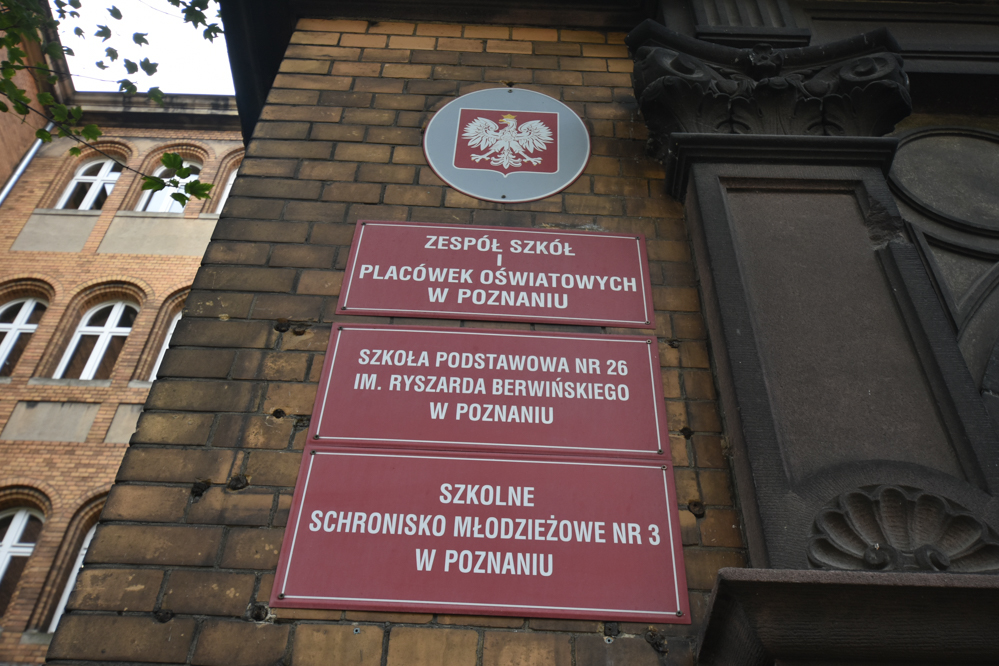 ZESPÓŁ SZKÓŁ
I
PLACÓWEK OŚWIATOWYCH
W POZNANIU
SZKOŁA PODSTAWOWA NR 26
IM. RYSZARDA BERWIŃSKIEGO
W POZNANIU
SZKOLNE
SCHRONISKO MŁODZIEŻOWE NR 3
W POZNANIU